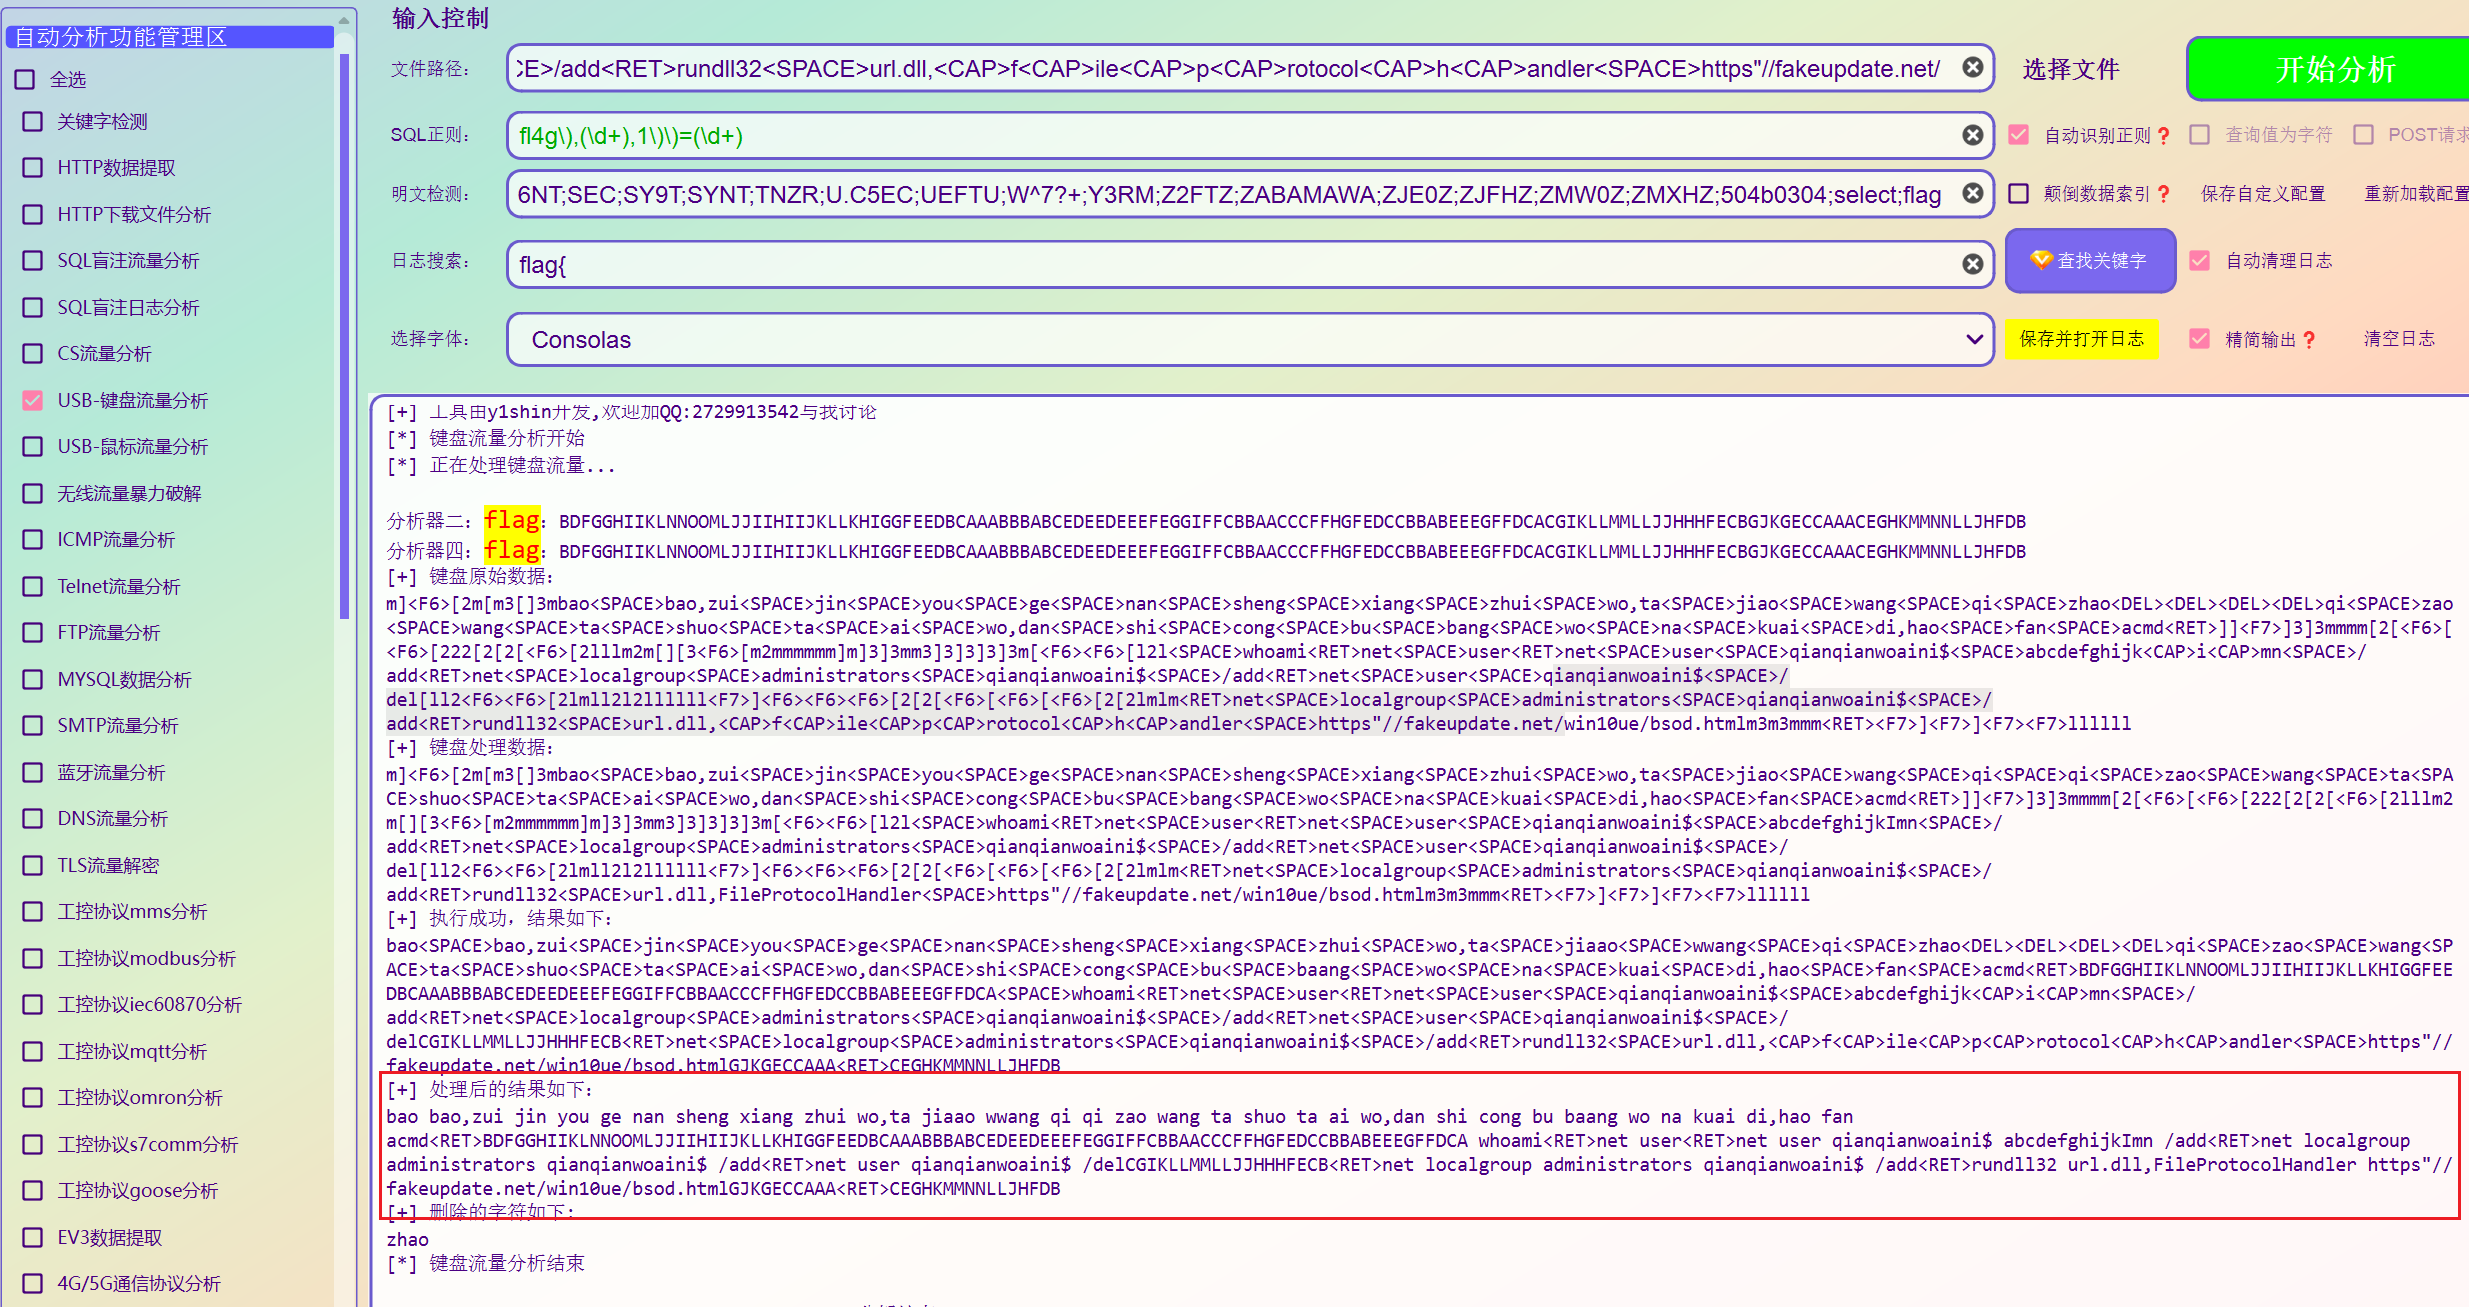 自动分析功能管理区
全选
关键字检测
HTTP数据提取
HTTP下载文件分析
SQL盲注流量分析
SQL盲注日志分析
CS流量分析
USB-键盘流量分析
USB-鼠标流量分析
无线流量暴力破解
ICMP流量分析
Telnet流量分析
FTP流量分析
MYSQL数据分析
SMTP流量分析
蓝牙流量分析
DNS流量分析
TLS流量解密
工控协议mms分析
工控协议modbus分析
工控协议iec60870分析
工控协议mqtt分析
工控协议omron分析
工控协议s7comm分析
工控协议goose分析
EV3数据提取
4G/5G通信协议分析
输入控制
文件路径: CE>/add<RET>rundll32<SPACE>url.dll,<CAP>f<CAP>ile<CAP>p<CAP>rotocol<CAP>h<CAP>andler<SPACE>https"//fakeupdate.net/ 选择文件 开始分析
SQL正则: fl4g\),(\d+),1\)\)=(\d+) 自动识别正则❓ 查询值为字符 POST请求
明文检测: 6NT;SEC;SY9T;SYNT;TNZR;U.C5EC;UEFTU;W^7?+;Y3RM;Z2FTZ;ZABAMAWA;ZJE0Z;ZJFHZ;ZMW0Z;ZMXHZ;504b0304;select;flag 颠倒数据索引❓ 保存自定义配置 重新加载配置
日志搜索: flag{ 查找关键字 自动清理日志
选择字体: Consolas 保存并打开日志 精简输出❓ 清空日志
[+] 工具由y1shin开发,欢迎加QQ:2729913542与我讨论
[*] 键盘流量分析开始
[*] 正在处理键盘流量...
分析器二: flag: BDFGGHIIKLNNOOMLJJIIHIIJKLLKHIGGFEEDBCAAABBBABCEDEEDEEEFEGGIFFCBBAACCCFFHGFEDCCBBABEEEGFFDCACGIKLLMMLLJJHHHFECBGJKGECCAAACEGHKMMNNLLJHFDB
分析器四: flag: BDFGGHIIKLNNOOMLJJIIHIIJKLLKHIGGFEEDBCAAABBBABCEDEEDEEEFEGGIFFCBBAACCCFFHGFEDCCBBABEEEGFFDCACGIKLLMMLLJJHHHFECBGJKGECCAAACEGHKMMNNLLJHFDB
[+] 键盘原始数据:
m]<F6>[2m[m3[]3mbao<SPACE>bao,zui<SPACE>jin<SPACE>you<SPACE>ge<SPACE>nan<SPACE>sheng<SPACE>xiang<SPACE>zhui<SPACE>wo,ta<SPACE>jiao<SPACE>wang<SPACE>qi<SPACE>zhao<DEL><DEL><DEL><DEL>qi<SPACE>zao
<SPACE>wang<SPACE>ta<SPACE>shuo<SPACE>ta<SPACE>ai<SPACE>wo,dan<SPACE>shi<SPACE>cong<SPACE>bu<SPACE>bang<SPACE>wo<SPACE>na<SPACE>kuai<SPACE>di,hao<SPACE>fan<SPACE>acmd<RET>]]<F7>]3]3mmmm[2[<F6>[
<F6>[222[2[2[<F6>[2lllm2m[][3<F6>[m2mmmmmm]m]3]3mm3]3]3]3]3m[<F6><F6>[l2l<SPACE>whoami<RET>net<SPACE>user<RET>net<SPACE>user<SPACE>qianqianwoaini$<SPACE>abcdefghijk<CAP>i<CAP>mn<SPACE>/
add<RET>net<SPACE>localgroup<SPACE>administrators<SPACE>qianqianwoaini$<SPACE>/add<RET>net<SPACE>user<SPACE>qianqianwoaini$<SPACE>/
del[ll2<F6><F6>[2lmll2l2llllll<F7>]<F6><F6><F6>[2[2[<F6>[<F6>[<F6>[2[2lmlm<RET>net<SPACE>localgroup<SPACE>administrators<SPACE>qianqianwoaini$<SPACE>/
add<RET>rundll32<SPACE>url.dll,<CAP>f<CAP>ile<CAP>p<CAP>rotocol<CAP>h<CAP>andler<SPACE>https"//fakeupdate.net/win10ue/bsod.htmlm3m3mmm<RET><F7>]<F7>]<F7><F7>llllll
[+] 键盘处理数据:
m]<F6>[2m[m3[]3mbao<SPACE>bao,zui<SPACE>jin<SPACE>you<SPACE>ge<SPACE>nan<SPACE>sheng<SPACE>xiang<SPACE>zhui<SPACE>wo,ta<SPACE>jiao<SPACE>wang<SPACE>qi<SPACE>qi<SPACE>zao<SPACE>wang<SPACE>ta<SPA
CE>shuo<SPACE>ta<SPACE>ai<SPACE>wo,dan<SPACE>shi<SPACE>cong<SPACE>bu<SPACE>bang<SPACE>wo<SPACE>na<SPACE>kuai<SPACE>di,hao<SPACE>fan<SPACE>acmd<RET>]]<F7>]3]3mmmm[2[<F6>[<F6>[222[2[2[<F6>[2lllm2
m[][3<F6>[m2mmmmmm]m]3]3mm3]3]3]3]3m[<F6><F6>[l2l<SPACE>whoami<RET>net<SPACE>user<RET>net<SPACE>user<SPACE>qianqianwoaini$<SPACE>abcdefghijkImn<SPACE>/
add<RET>net<SPACE>localgroup<SPACE>administrators<SPACE>qianqianwoaini$<SPACE>/add<RET>net<SPACE>user<SPACE>qianqianwoaini$<SPACE>/
del[ll2<F6><F6>[2lmll2l2llllll<F7>]<F6><F6><F6>[2[2[<F6>[<F6>[<F6>[2[2lmlm<RET>net<SPACE>localgroup<SPACE>administrators<SPACE>qianqianwoaini$<SPACE>/
add<RET>rundll32<SPACE>url.dll,FileProtocolHandler<SPACE>https"//fakeupdate.net/win10ue/bsod.htmlm3m3mmm<RET><F7>]<F7>]<F7><F7>llllll
[+] 执行成功，结果如下:
bao<SPACE>bao,zui<SPACE>jin<SPACE>you<SPACE>ge<SPACE>nan<SPACE>sheng<SPACE>xiang<SPACE>zhui<SPACE>wo,ta<SPACE>jiaao<SPACE>wwang<SPACE>qi<SPACE>zhao<DEL><DEL><DEL><DEL>qi<SPACE>zao<SPACE>wang<SP
ACE>ta<SPACE>shuo<SPACE>ta<SPACE>ai<SPACE>wo,dan<SPACE>shi<SPACE>cong<SPACE>bu<SPACE>baang<SPACE>wo<SPACE>na<SPACE>kuai<SPACE>di,hao<SPACE>fan<SPACE>acmd<RET>BDFGGHIIKLNNOOMLJJIIHIIJKLLKHIGGFEE
DBCAAABBBABCEDEEDEEEFEGGIFFCBBAACCCFFHGFEDCCBBABEEEGFFDCA<SPACE>whoami<RET>net<SPACE>user<RET>net<SPACE>user<SPACE>qianqianwoaini$<SPACE>abcdefghijk<CAP>i<CAP>mn<SPACE>/
add<RET>net<SPACE>localgroup<SPACE>administrators<SPACE>qianqianwoaini$<SPACE>/add<RET>net<SPACE>user<SPACE>qianqianwoaini$<SPACE>/
delCGIKLLMMLLJJHHHFECB<RET>net<SPACE>localgroup<SPACE>administrators<SPACE>qianqianwoaini$<SPACE>/add<RET>rundll32<SPACE>url.dll,<CAP>f<CAP>ile<CAP>p<CAP>rotocol<CAP>h<CAP>andler<SPACE>https"//
fakeupdate.net/win10ue/bsod.htmlGJKGECCAAA<RET>CEGHKMMNNLLJHFDB
[+] 处理后的结果如下:
bao bao,zui jin you ge nan sheng xiang zhui wo,ta jiaao wwang qi qi zao wang ta shuo ta ai wo,dan shi cong bu baang wo na kuai di,hao fan
acmd<RET>BDFGGHIIKLNNOOMLJJIIHIIJKLLKHIGGFEEDBCAAABBBABCEDEEDEEEFEGGIFFCBBAACCCFFHGFEDCCBBABEEEGFFDCA whoami<RET>net user<RET>net user qianqianwoaini$ abcdefghijkImn /add<RET>net localgroup
administrators qianqianwoaini$ /add<RET>net user qianqianwoaini$ /delCGIKLLMMLLJJHHHFECB<RET>net localgroup administrators qianqianwoaini$ /add<RET>rundll32 url.dll,FileProtocolHandler https"//
fakeupdate.net/win10ue/bsod.htmlGJKGECCAAA<RET>CEGHKMMNNLLJHFDB
[+] 删除的字符如下:
zhao
[*] 键盘流量分析结束